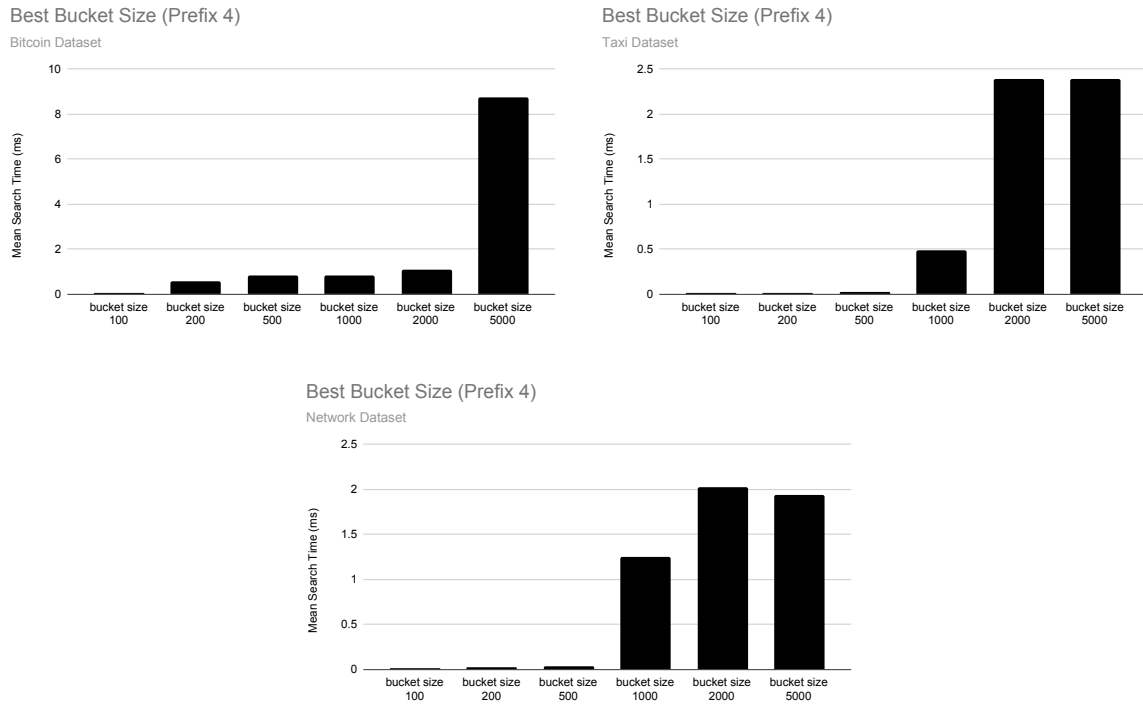 Best Bucket Size (Prefix 4)
Bitcoin Dataset
Mean Search Time (ms)
10
8
6
4
2
0
bucket size 100
bucket size 200
bucket size 500
bucket size 1000
bucket size 2000
bucket size 5000
Best Bucket Size (Prefix 4)
Taxi Dataset
Mean Search Time (ms)
2.5
2
1.5
1
0.5
0
bucket size 100
bucket size 200
bucket size 500
bucket size 1000
bucket size 2000
bucket size 5000
Best Bucket Size (Prefix 4)
Network Dataset
Mean Search Time (ms)
2.5
2
1.5
1
0.5
0
bucket size 100
bucket size 200
bucket size 500
bucket size 1000
bucket size 2000
bucket size 5000